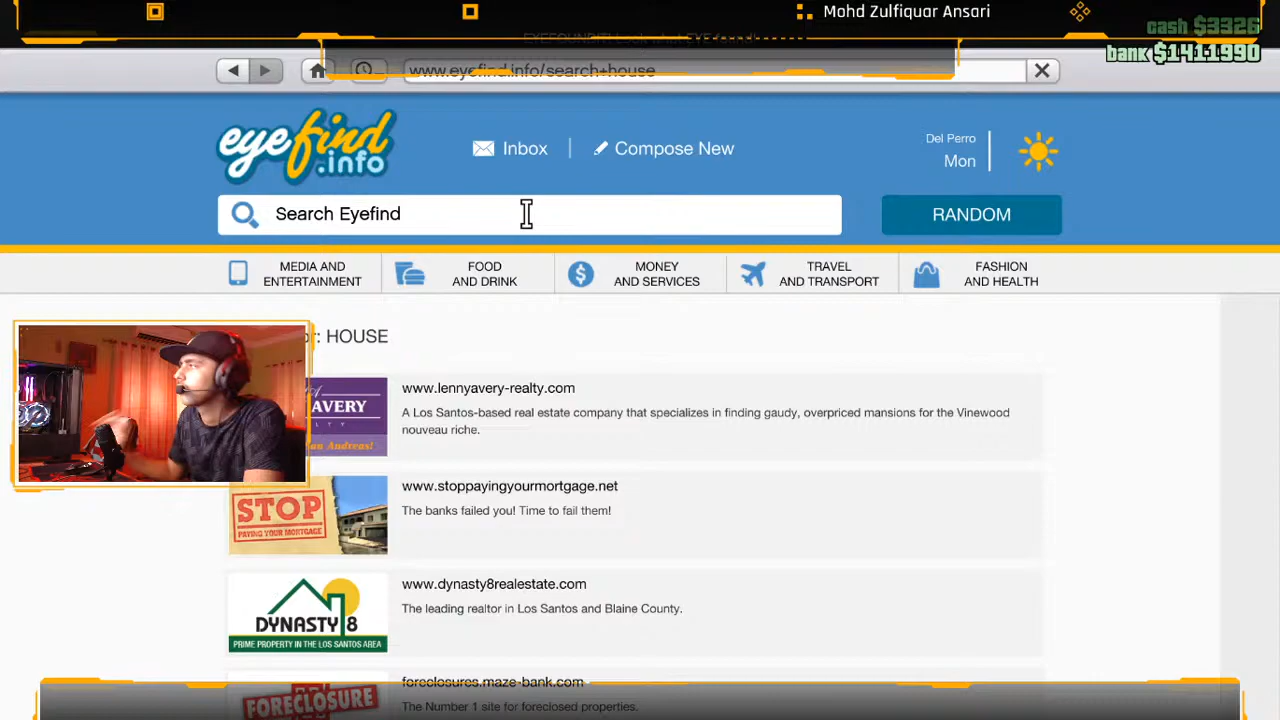 Mohd Zulfiquar Ansari
cash $3326
bank $1411990
www.eyefind.info/search+house
eyefind
.info
Inbox
Compose New
Del Perro
Mon
Search Eyefind
RANDOM
MEDIA AND
ENTERTAINMENT
FOOD
AND DRINK
MONEY
AND SERVICES
TRAVEL
AND TRANSPORT
FASHION
AND HEALTH
: HOUSE
AVERY
www.lennyavery-realty.com
A Los Santos-based real estate company that specializes in finding gaudy, overpriced mansions for the Vinewood
nouveau riche.
STOP
PAYING YOUR MORTGAGE
www.stoppayingyourmortgage.net
The banks failed you! Time to fail them!
DYNASTY 8
PRIME PROPERTY IN THE LOS SANTOS AREA
www.dynasty8realestate.com
The leading realtor in Los Santos and Blaine County.
FORECLOSURE
foreclosures.maze-bank.com
The Number 1 site for foreclosed properties.